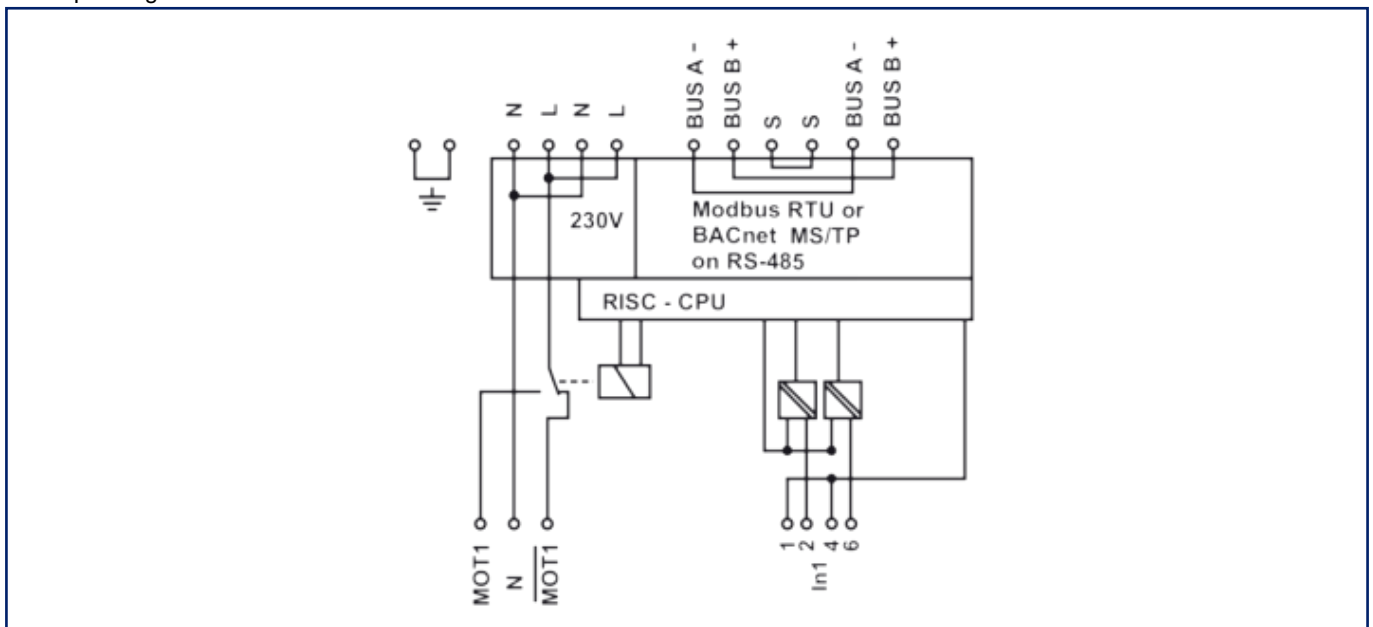 N
L
N
L
BUS A -
BUS B +
S
S
BUS A -
BUS B +
230V
Modbus RTU or
BACnet MS/TP
on RS-485
RISC - CPU
MOT1
N
MOT1
1
2
4
6
In1